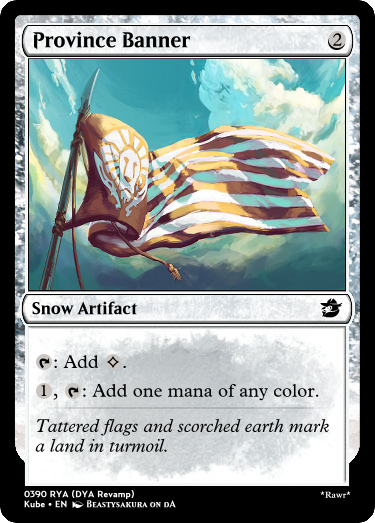 Province Banner 2
Snow Artifact
: Add .
1, : Add one mana of any color.
Tattered flags and scorched earth mark
a land in turmoil.
0390 RYA (DYA Revamp)
Kube • EN Beastysakura on dA
*Rawr*